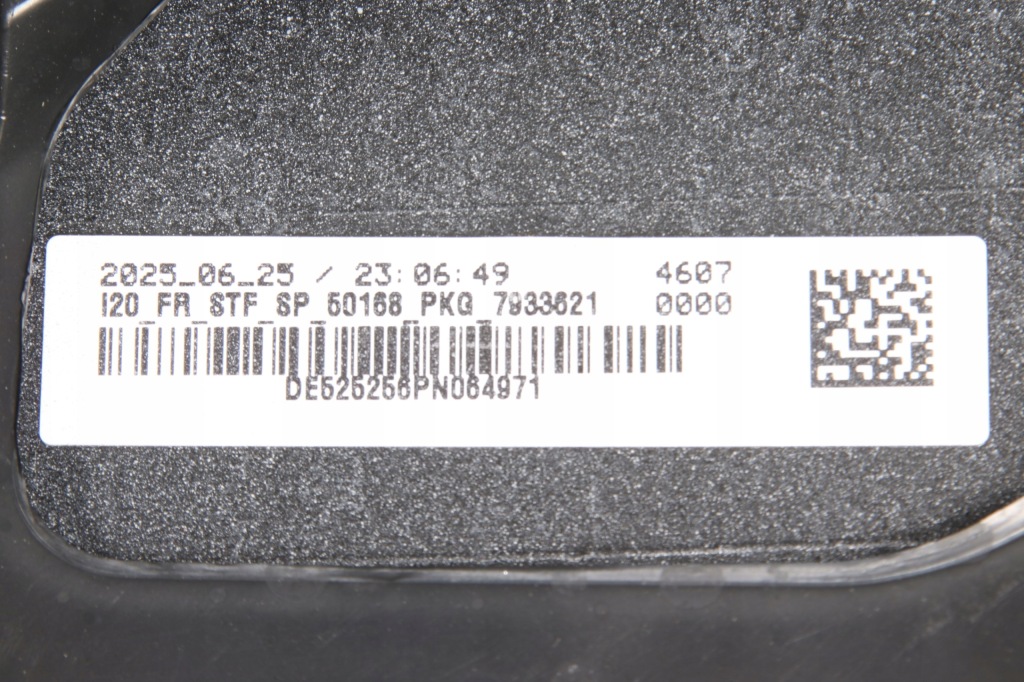 2025_06_25 / 23:06:49 4607
I20_FR_STF_SP_50168_PKG_7933621 0000
DE525256PN064971